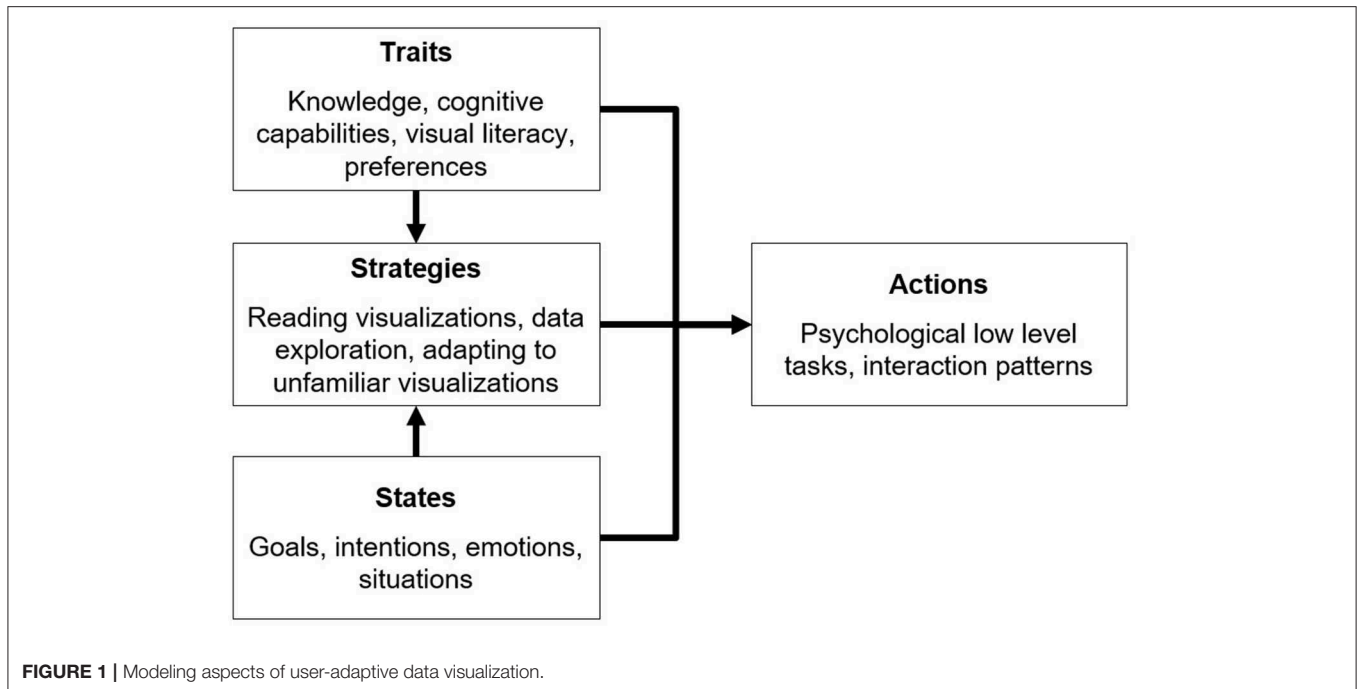 Traits
Knowledge, cognitive
capabilities, visual literacy,
preferences
Strategies
Reading visualizations, data
exploration, adapting to
unfamiliar visualizations
States
Goals, intentions, emotions,
situations
Actions
Psychological low level
tasks, interaction patterns
FIGURE 1 | Modeling aspects of user-adaptive data visualization.